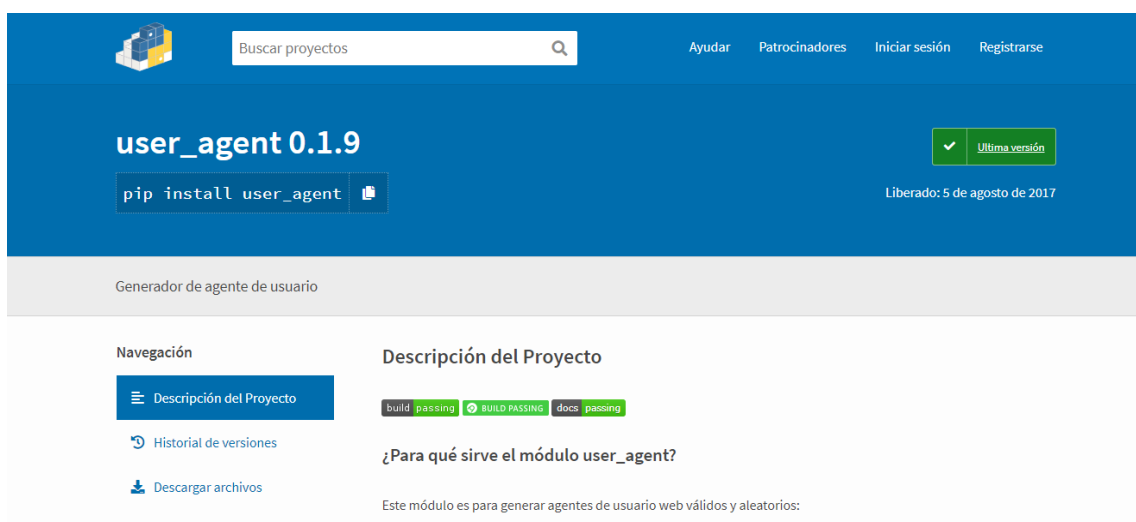 Buscar proyectos
Ayudar
Patrocinadores
Iniciar sesión
Registrarse
user_agent 0.1.9
pip install user_agent
Ultima versión
Liberado: 5 de agosto de 2017
Generador de agente de usuario
Navegación
Descripción del Proyecto
Historial de versiones
Descargar archivos
Descripción del Proyecto
build passing BUILD PASSING docs passing
¿Para qué sirve el módulo user_agent?
Este módulo es para generar agentes de usuario web válidos y aleatorios: